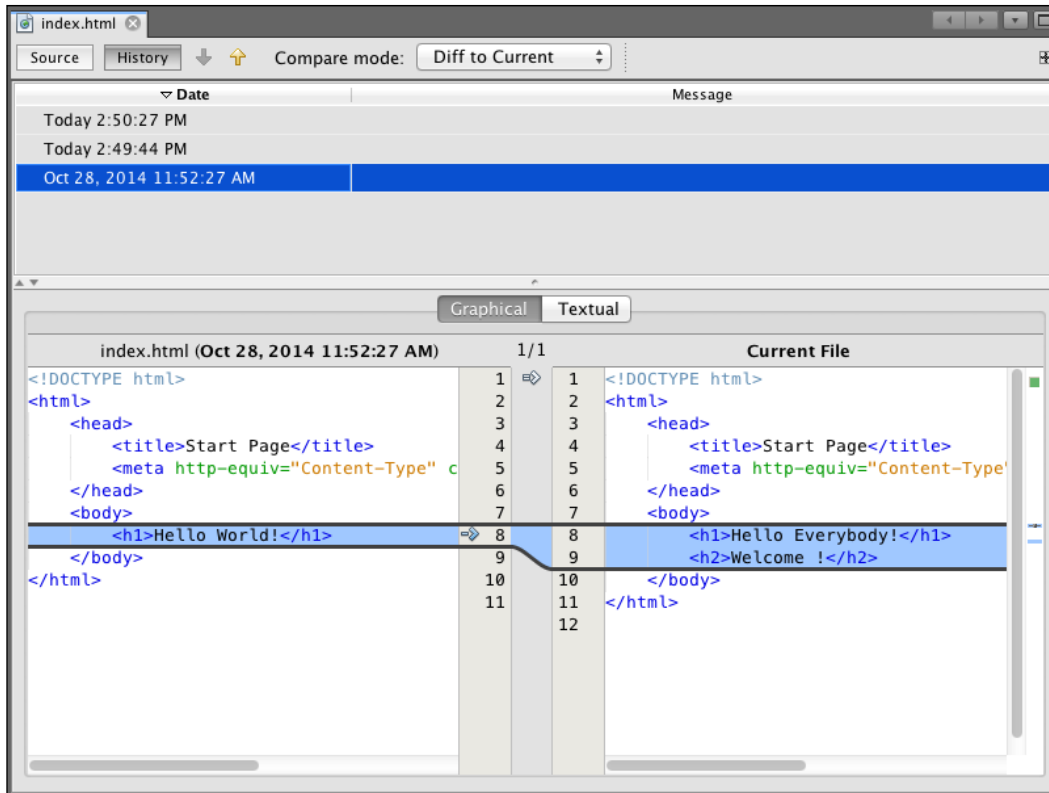 index.html
Source History Compare mode: Diff to Current
Date Message
Today 2:50:27 PM
Today 2:49:44 PM
Oct 28, 2014 11:52:27 AM
Graphical Textual
index.html (Oct 28, 2014 11:52:27 AM) 1/1 Current File
<!DOCTYPE html> 1 1 <!DOCTYPE html>
<html> 2 2 <html>
<head> 3 3 <head>
<title>Start Page</title> 4 4 <title>Start Page</title>
<meta http-equiv="Content-Type" c 5 5 <meta http-equiv="Content-Type"
</head> 6 6 </head>
<body> 7 7 <body>
<h1>Hello World!</h1> 8 8 <h1>Hello Everybody!</h1>
</body> 9 9 <h2>Welcome !</h2>
</html> 10 10 </body>
11 11 </html>
12